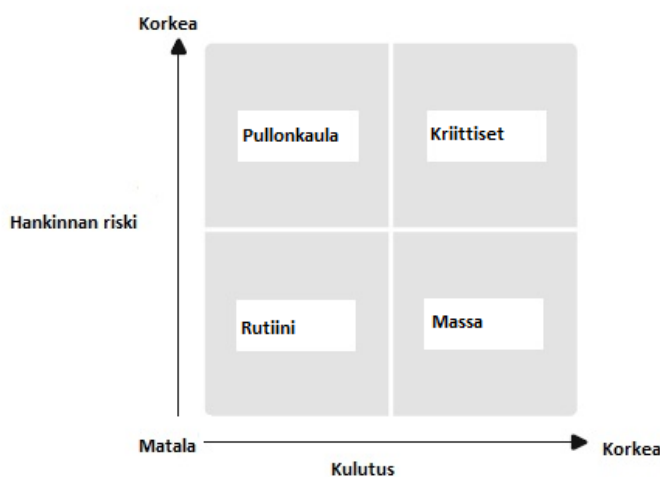 Korkea
Pullonkaula
Kriittiset
Hankinnan riski
Rutiini
Massa
Matala
Korkea
Kulutus